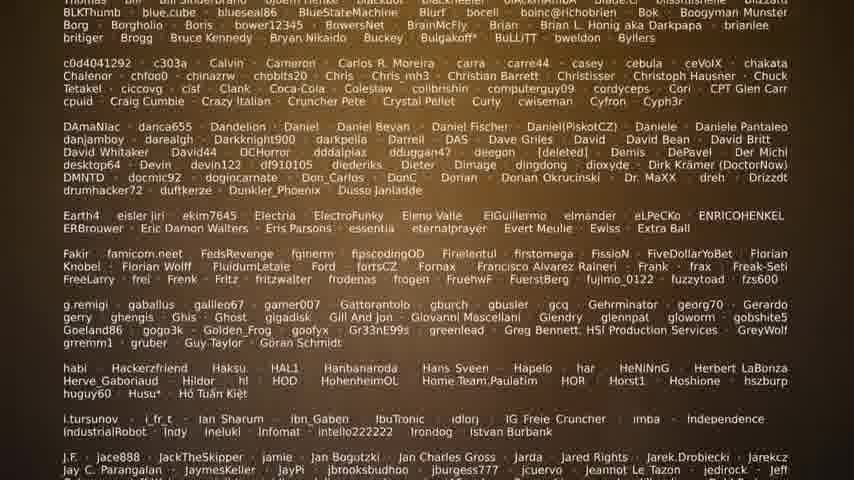 BLKThumb · blue.cube · blueseal86 · BlueStateMachine · Blurf · bocell · boinc@richobrien · Bok · Boogyman Munster
Borg · Borgholio · Boris · bower12345 · BowersNet · BrainMcFly · Brian · Brian L. Honig aka Darkpapa · brianlee
britiger · Brogg · Bruce Kennedy · Bryan Nikaido · Buckey · Bulgakoff* · BuLLiTT · bweldon · Byllers
c0d4041292 · c303a · Calvin · Cameron · Carlos R. Moreira · carra · carre44 · casey · cebula · ceVoIX · chakata
Chalenor · chfoo0 · chinazrw · chobits20 · Chris · Chris_mh3 · Christian Barrett · Christisser · Christoph Hausner · Chuck
Tetakel · ciccovg · cisf · Clank · Coca-Cola · Coleslaw · collbrishin · computerguy09 · cordyceps · Cori · CPT Glen Carr
cpuid · Craig Cumbie · Crazy Italian · Cruncher Pete · Crystal Pellet · Curly · cwiseman · Cyfron · Cyph3r
DAmaNIac · danca655 · Dandelion · Daniel · Daniel Bevan · Daniel Fischer · Daniel(PiskotCZ) · Daniele · Daniele Pantaleo
danjamboy · darealgh · Darkknight900 · darkpella · Darrell · DAS · Dave Griles · David · David Bean · David Britt ·
David Whitaker · David44 · DCHorror · dddalpiaz · dduggan47 · deegon · [deleted] · Demis · DePavel · Der Michi
desktop64 · Devin · devin122 · df910105 · diederiks · Dieter · Dimage · dingdong · dioxyde · Dirk Krämer (DoctorNow)
DMNTD · docmic92 · dogincarnate · Don_Carlos · DonC · Dorian · Dorian Okrucinski · Dr. MaXX · dreh · Drizzdt
drumhacker72 · duftkerze · Dunkler_Phoenix · Dusso Janladde
Earth4 · eisler jiri · ekim7645 · Electria · ElectroFunky · Eleno Valle · ElGuillermo · elmander · eLPeCKo · ENRICOHENKEL
ERBrouwer · Eric Damon Walters · Eris Parsons · essentia · eternalprayer · Evert Meulie · Ewiss · Extra Ball
Fakir · famicom.neet · FedsRevenge · fginerm · fipscodingOD · Firielentul · firstomega · FissioN · FiveDollarYoBet · Florian
Knobel · Florian Wolff · FluidumLetale · Ford · fortsCZ · Fornax · Francisco Alvarez Raineri · Frank · frax · Freak-Seti
FreeLarry · frei · Frenk · Fritz · fritzwalter · frodenas · frogen · FruehwF · FuerstBerg · fujimo_0122 · fuzzytoad · fzs600
g.remigi · gaballus · galileo67 · gamer007 · Gattorantolo · gburch · gbusler · gcq · Gehrminator · georg70 · Gerardo
gerry · ghengis · Ghis · Ghost · gigadisk · Gill And Jon · Giovanni Mascellani · Glendry · glennpat · gloworm · gobshite5
Goeland86 · gogo3k · Golden_Frog · goofyx · Gr33nE99s · greenlead · Greg Bennett. HSI Production Services · GreyWolf
grremm1 · gruber · Guy Taylor · Göran Schmidt
habi · Hackerzfriend · Haksu · HAL1 · Hanbanaroda · Hans Sveen · Hapelo · har · HeNiNnG · Herbert LaBonza
Herve_Gaboriaud · Hildor · hl · HOD · HohenheimOL · Home.Team.Paulatim · HOR · Horst1 · Hoshione · hszburp
huguy60 · Husu* · Hồ Tuấn Kiệt
i.tursunov · i_fr_t · Ian Sharum · ibn_Gaben · IbuTronic · idlorj · IG Freie Cruncher · imba · Independence ·
IndustrialRobot · Indy · Inelukl · Infomat · intello222222 · Irondog · Istvan Burbank
J.F. · Jace888 · JackTheSkipper · jamie · Jan Bogutzki · Jan Charles Gross · Jarda · Jared Rights · Jarek.Drobiecki · Jarekcz
Jay C. Parangalan · JaymesKeller · JayPi · jbrooksbudhoo · jburgess777 · jcuervo · Jeannot Le Tazon · jedirock · Jeff